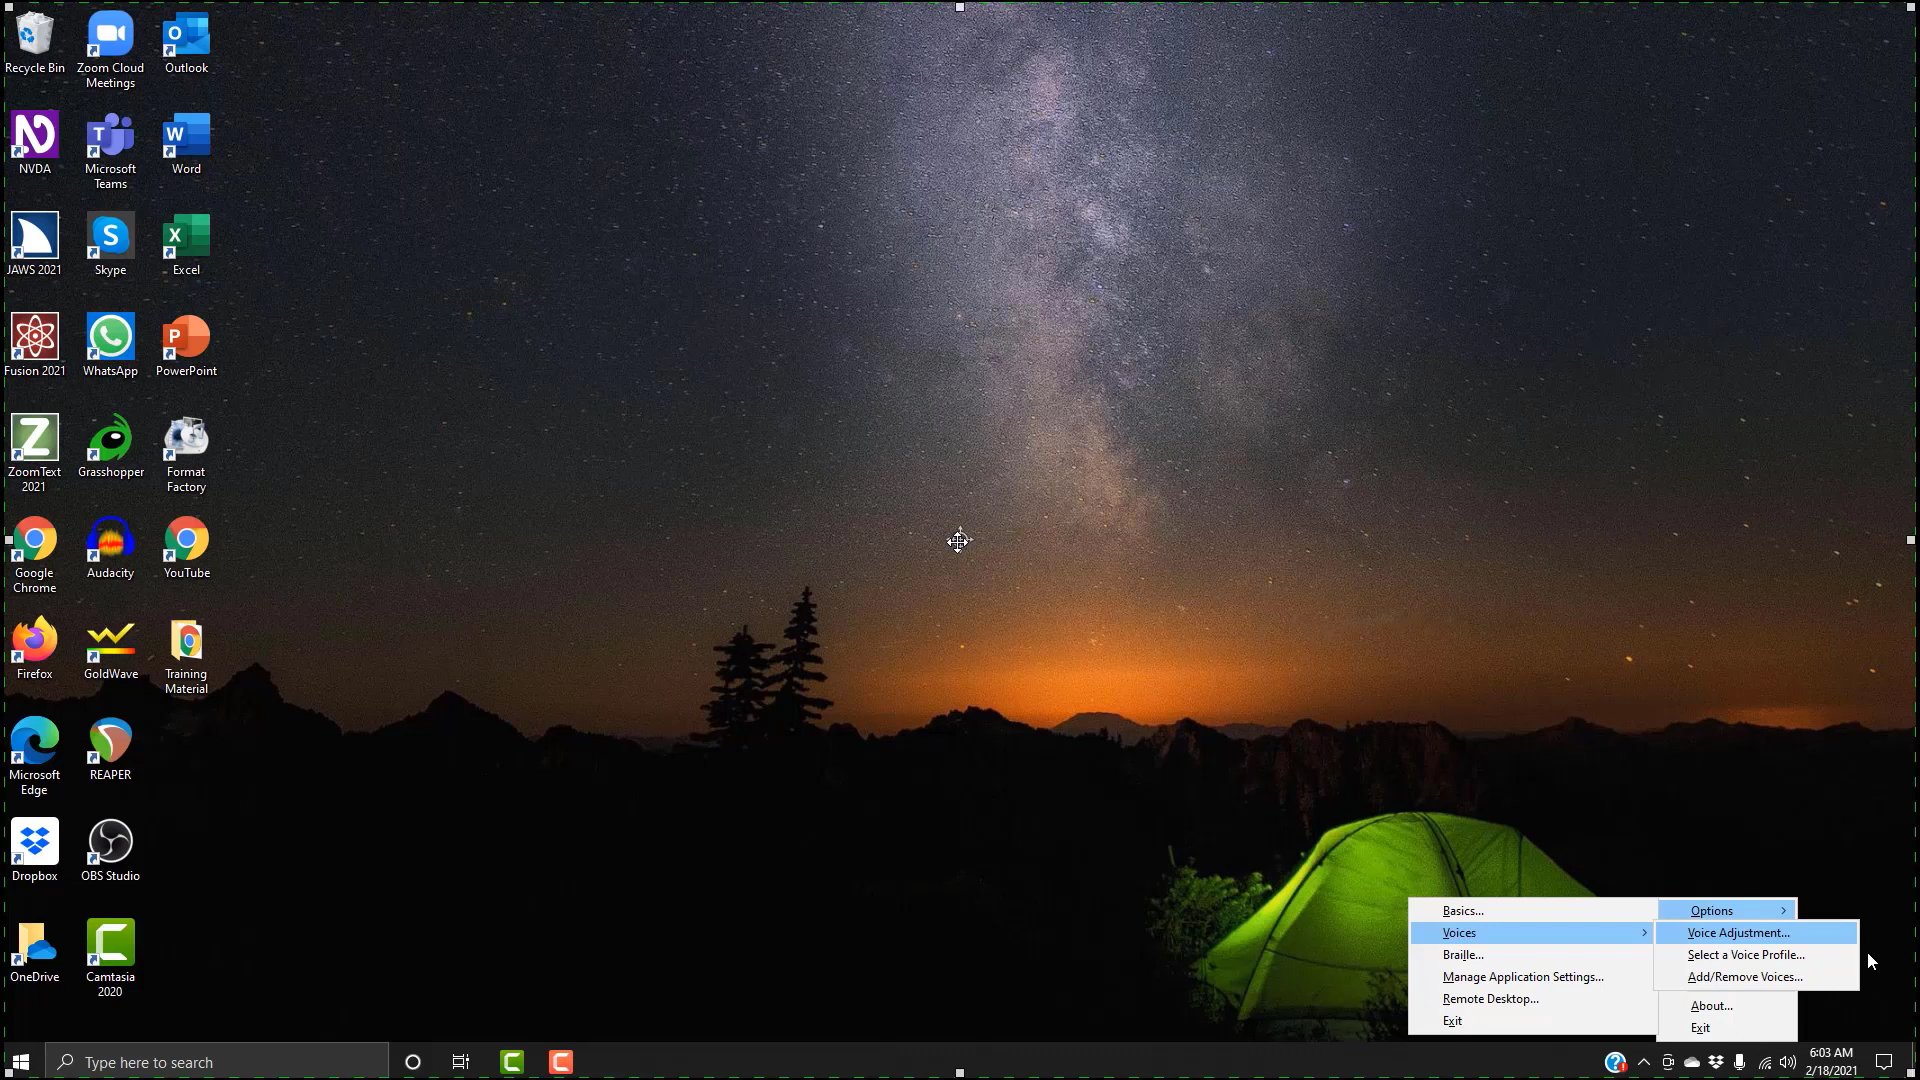 Recycle Bin
Zoom Cloud
Meetings
Outlook
NVDA
Microsoft
Teams
Word
JAWS 2021
Skype
Excel
Fusion 2021
WhatsApp
PowerPoint
ZoomText
2021
Grasshopper
Format
Factory
Google
Chrome
Audacity
YouTube
Firefox
GoldWave
Training
Material
Microsoft
Edge
REAPER
Dropbox
OBS Studio
OneDrive
Camtasia
2020
Basics...
Voices
Braille...
Manage Application Settings...
Remote Desktop...
Exit
Options
Voice Adjustment...
Select a Voice Profile...
Add/Remove Voices...
About...
Exit
Type here to search
6:03 AM
2/18/2021